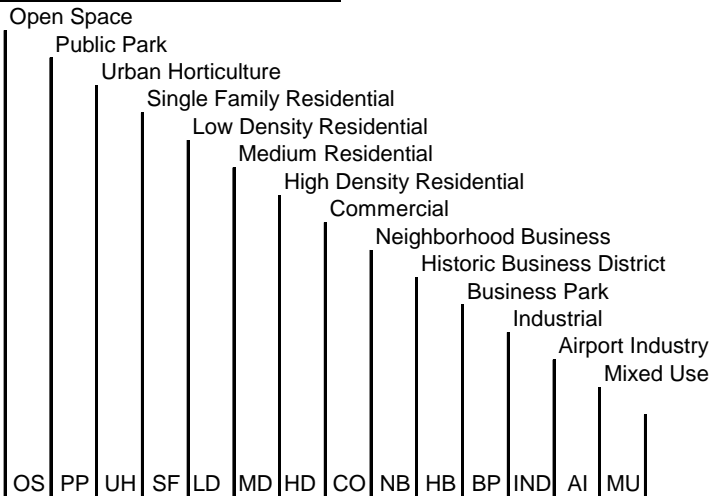 Open Space
Public Park
Urban Horticulture
Single Family Residential
Low Density Residential
Medium Residential
High Density Residential
Commercial
Neighborhood Business
Historic Business District
Business Park
Industrial
Airport Industry
Mixed Use
OS PP UH SF LD MD HD CO NB HB BP IND AI MU